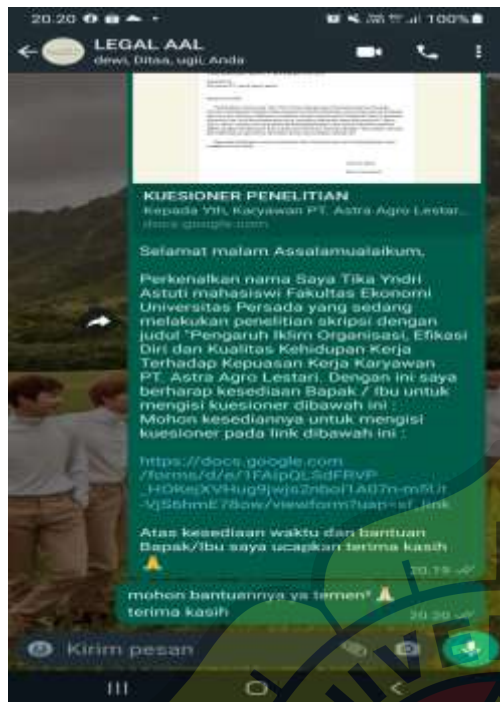 20.20
100%
LEGAL AAL
dewi, Ditaa, ugii, Anda
KUESIONER PENELITIAN
Kepada Yth, Karyawan PT. Astra Agro Lestar...
docs.google.com
Selamat malam Assalamualaikum,
Perkenalkan nama Saya Tika Yndri
Astuti mahasiswi Fakultas Ekonomi
Universitas Persada yang sedang
melakukan penelitian skripsi dengan
judul "Pengaruh Iklim Organisasi, Efikasi
Diri dan Kualitas Kehidupan Kerja
Terhadap Kepuasan Kerja Karyawan
PT. Astra Agro Lestari. Dengan ini saya
berharap kesediaan Bapak / Ibu untuk
mengisi kuesioner dibawah ini :
Mohon kesediannya untuk mengisi
kuesioner pada link dibawah ini :
https://docs.google.com
Atas kesediaan waktu dan bantuan
Bapak/Ibu saya ucapkan terima kasih
🙏
20.19
mohon bantuannya ya temen² 🙏
terima kasih
20.20
Kirim pesan